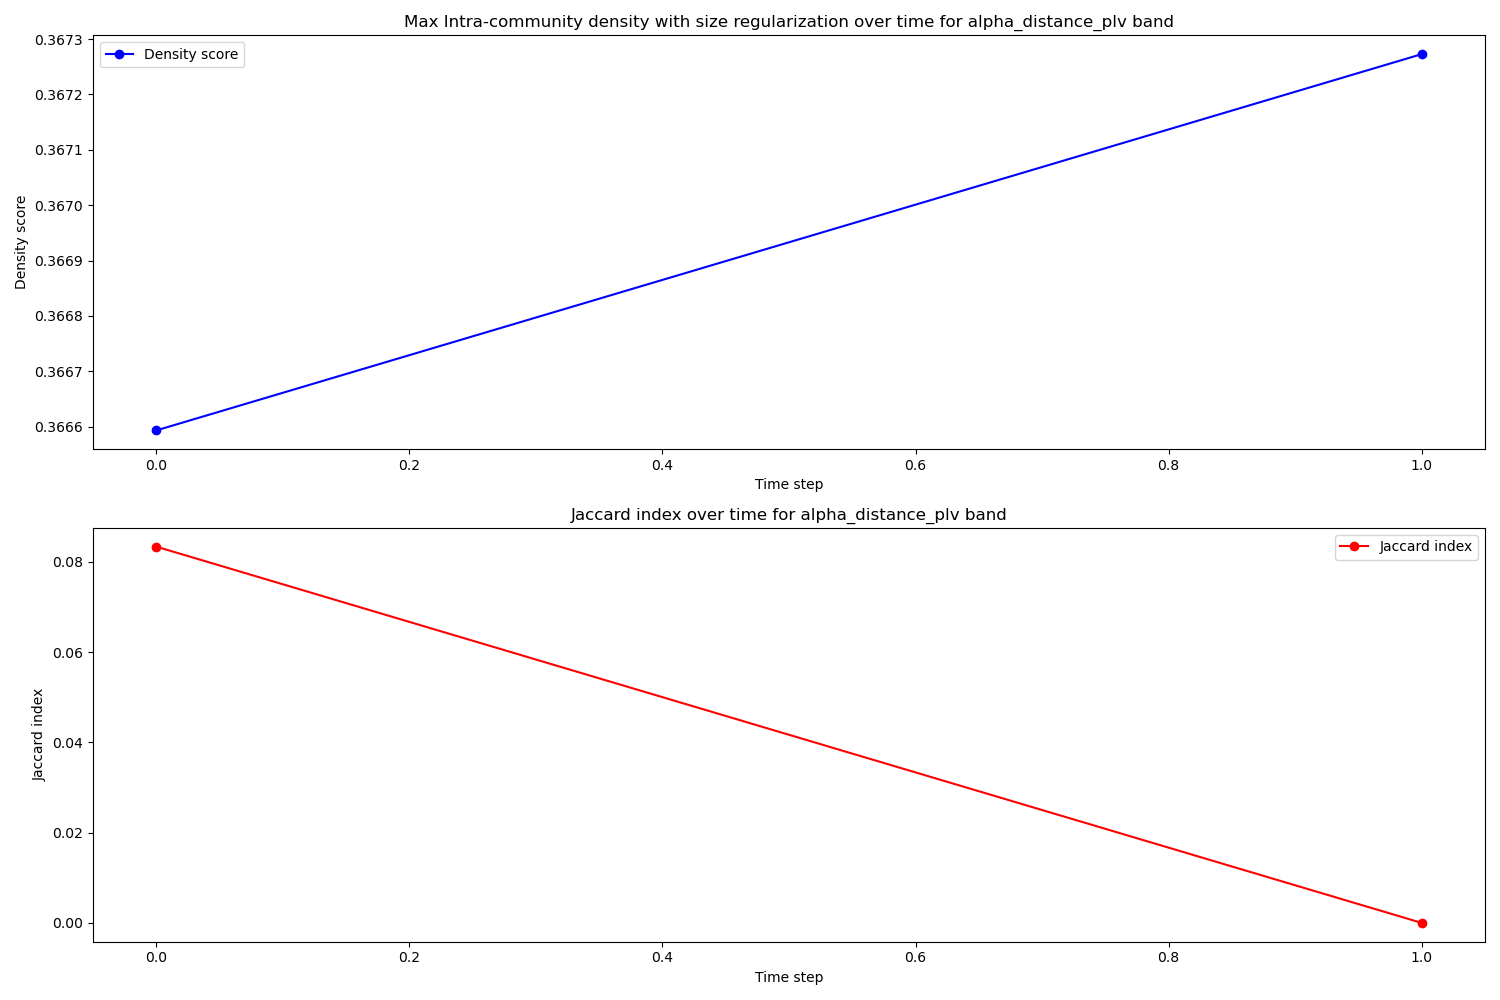 Max Intra-community density with size regularization over time for alpha_distance_plv band
0.3673
0.3672
0.3671
0.3670
0.3669
0.3668
0.3667
0.3666
Density score
Density score
0.0 0.2 0.4 0.6 0.8 1.0
Time step
Jaccard index over time for alpha_distance_plv band
0.08
0.06
0.04
0.02
0.00
Jaccard index
Jaccard index
0.0 0.2 0.4 0.6 0.8 1.0
Time step